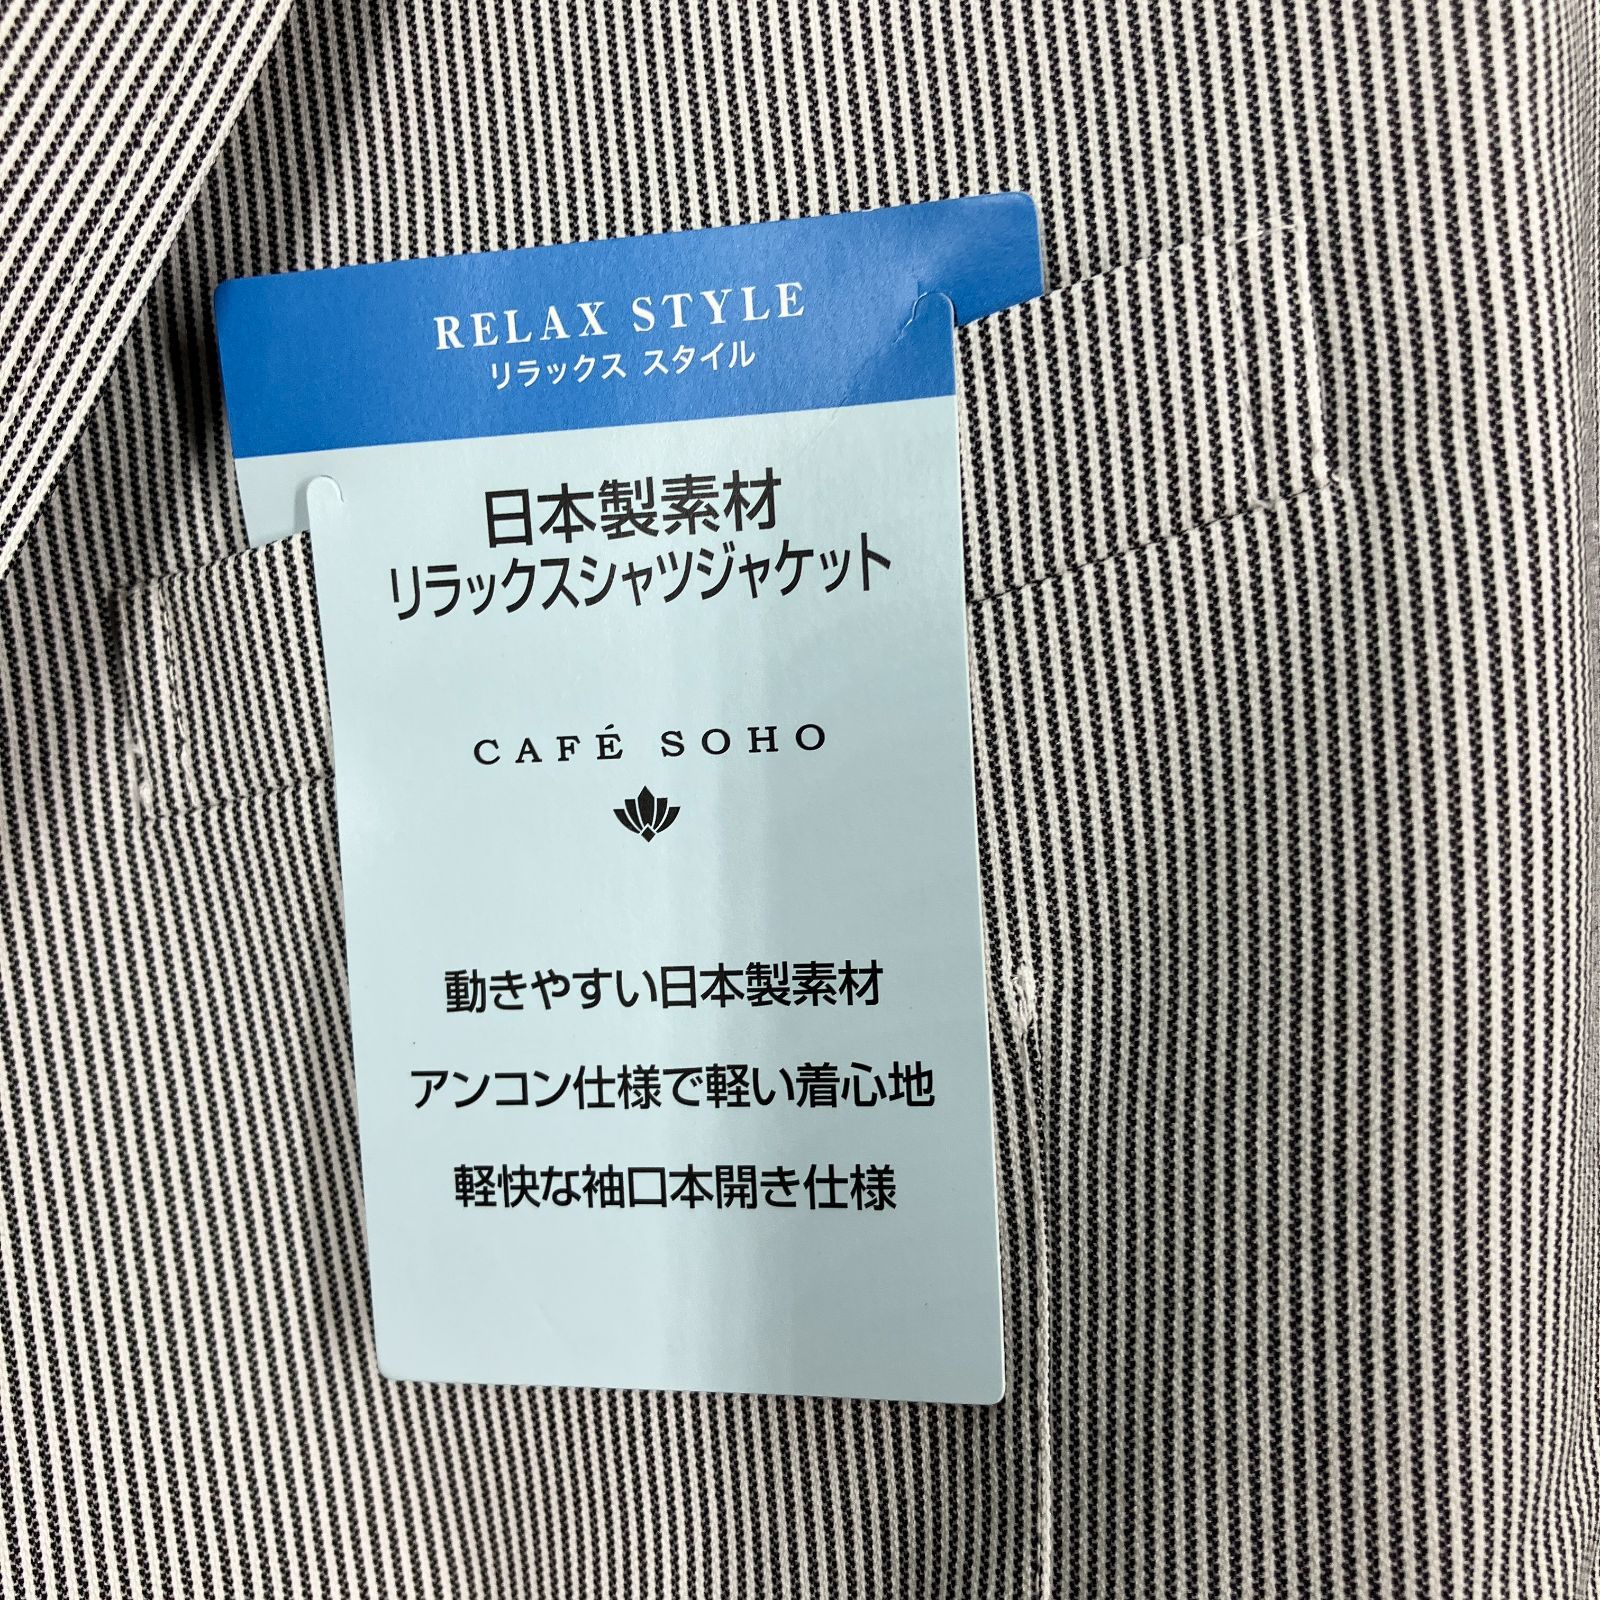 RELAX STYLE
リラックス スタイル
日本製素材
リラックスシャツジャケット
CAFÉ SOHO
動きやすい日本製素材
アンコン仕様で軽い着心地
軽快な袖口本開き仕様